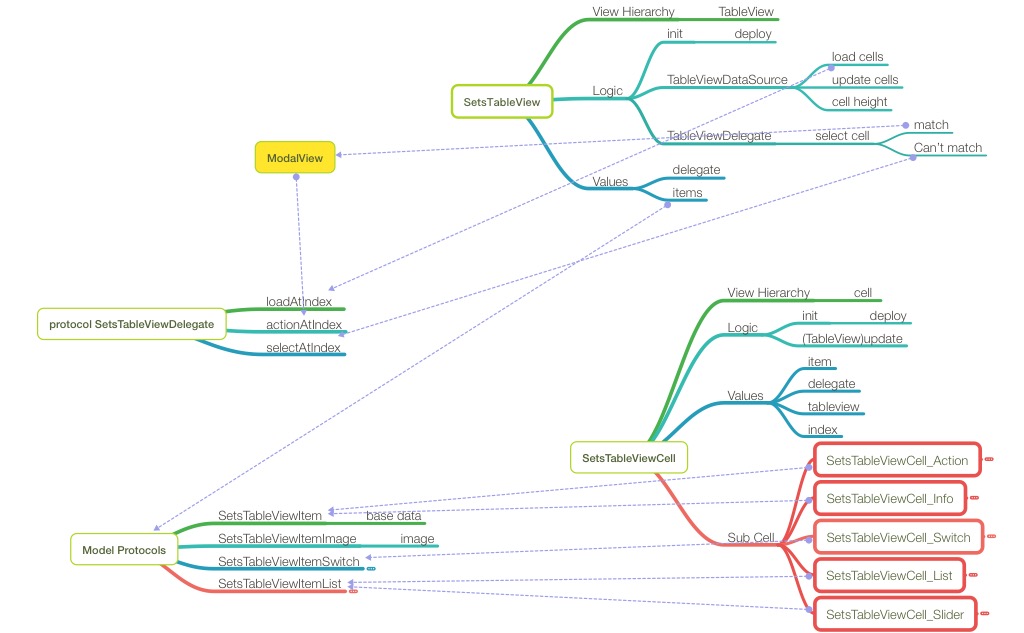 SetsTableView
View Hierarchy
TableView
Logic
init
deploy
TableViewDataSource
load cells
update cells
cell height
TableViewDelegate
select cell
match
Can't match
Values
delegate
items
ModalView
protocol SetsTableViewDelegate
loadAtIndex
actionAtIndex
selectAtIndex
SetsTableViewCell
View Hierarchy
cell
Logic
init
deploy
(TableView)update
Values
item
delegate
tableview
index
Sub Cell
SetsTableViewCell_Action
SetsTableViewCell_Info
SetsTableViewCell_Switch
SetsTableViewCell_List
SetsTableViewCell_Slider
Model Protocols
SetsTableViewItem
base data
SetsTableViewItemImage
image
SetsTableViewItemSwitch
SetsTableViewItemList